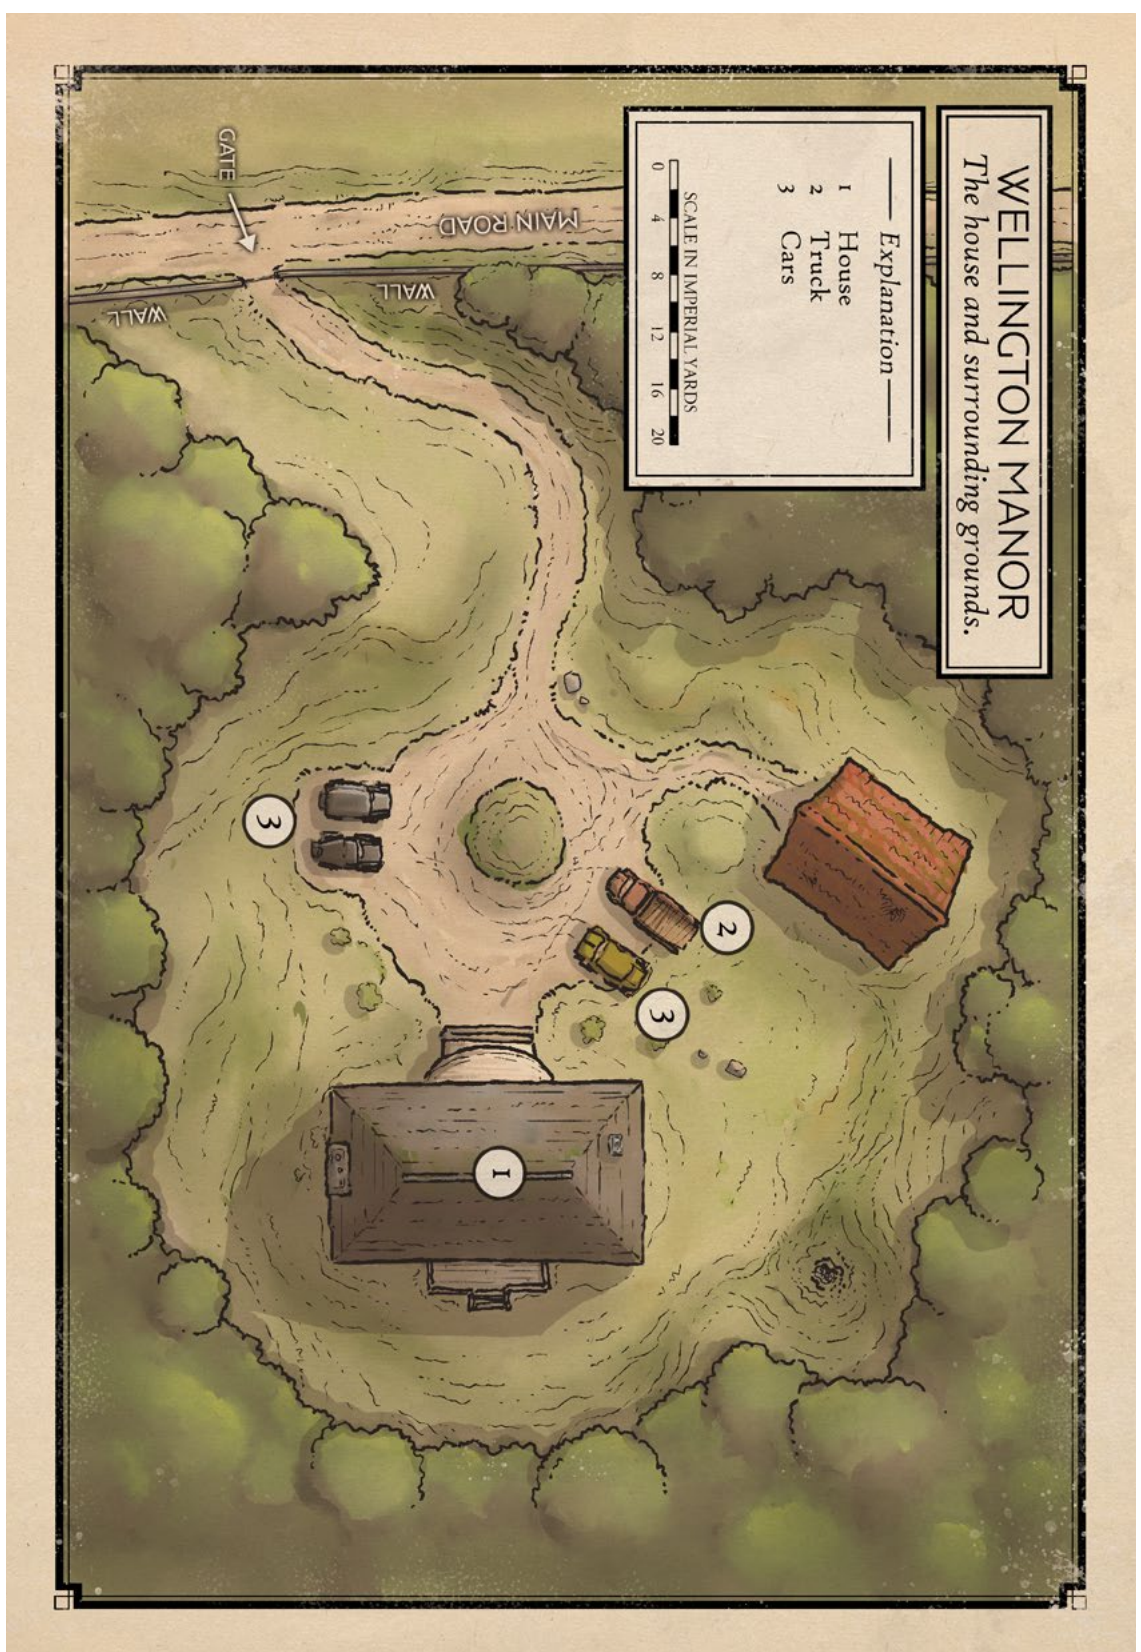 WELLINGTON MANOR
The house and surrounding grounds.
Explanation
1 House
2 Truck
3 Cars
SCALE IN IMPERIAL YARDS
0 4 8 12 16 20
GATE
MAIN ROAD
WALL
WALL
3
2
3
1